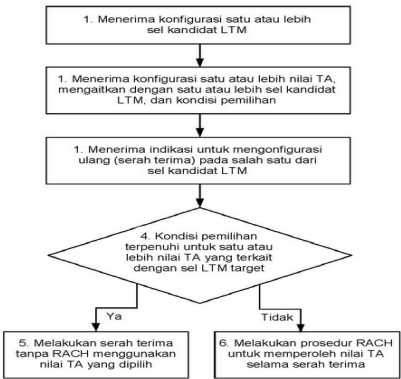 1. Menerima konfigurasi satu atau lebih
sel kandidat LTM
1. Menerima konfigurasi satu atau lebih nilai TA,
mengaitkan dengan satu atau lebih sel kandidat
LTM, dan kondisi pemilihan
1. Menerima indikasi untuk mengonfigurasi
ulang (serah terima) pada salah satu dari
sel kandidat LTM
4. Kondisi pemilihan
terpenuhi untuk satu atau
lebih nilai TA yang terkait
dengan sel LTM target
Ya
Tidak
5. Melakukan serah terima
tanpa RACH menggunakan
nilai TA yang dipilih
6. Melakukan prosedur RACH
untuk memperoleh nilai TA
selama serah terima